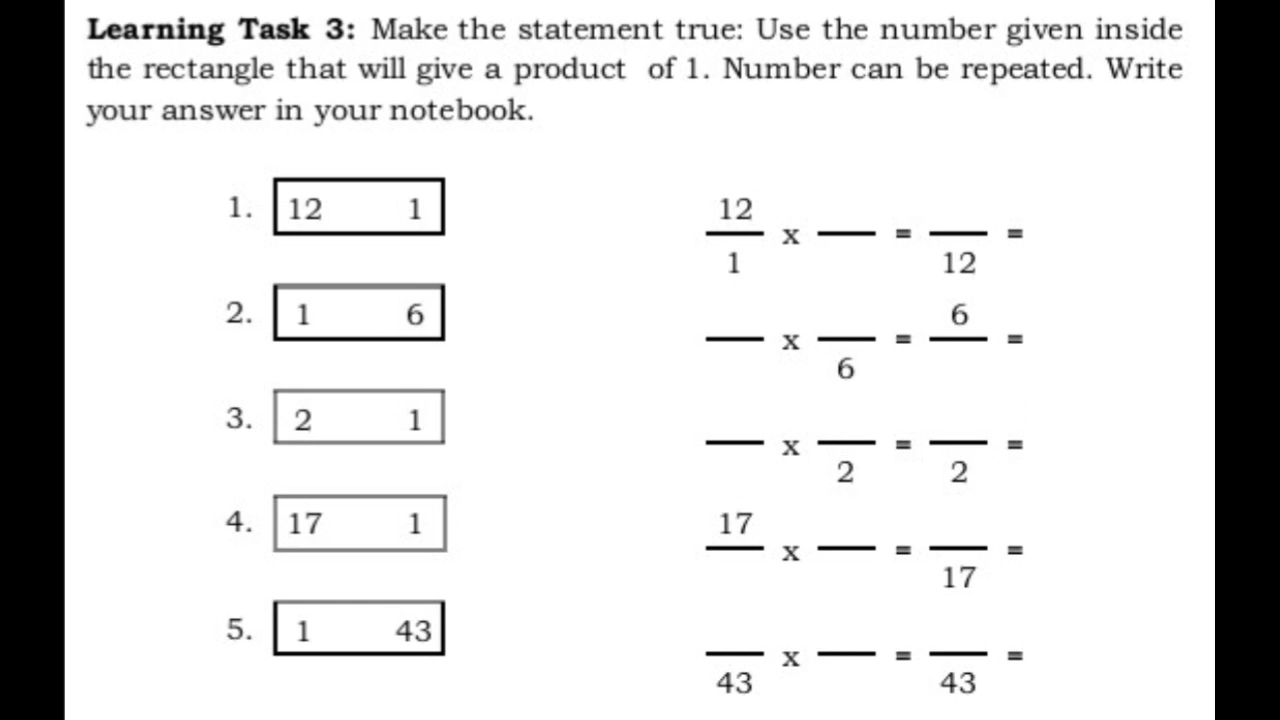 Learning Task 3: Make the statement true: Use the number given inside
the rectangle that will give a product of 1. Number can be repeated. Write
your answer in your notebook.
1. 12 1
12
x = =
1 12
2. 1 6
6
x = =
6
3. 2 1
x = =
2 2
4. 17 1
17
x = =
17
5. 1 43
x = =
43 43